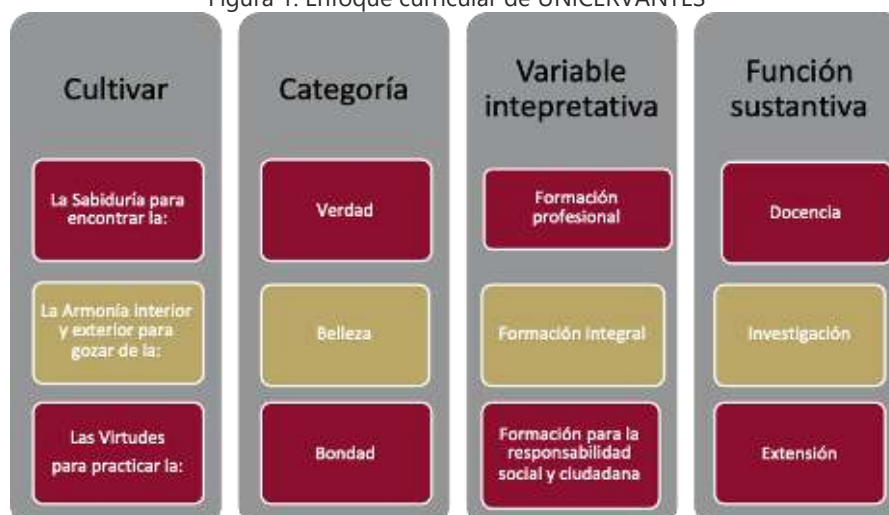 Figura 1. Enfoque curricular de UNICERVANTES
Cultivar
Categoría
Variable
intepretativa
Función
sustantiva
La Sabiduría para
encontrar la:
Verdad
Formación
profesional
Docencia
La Armonía interior
y exterior para
gozar de la:
Belleza
Formación Integral
Investigación
Las Virtudes
para practicar la:
Bondad
Formación para la
responsabilidad
social y ciudadana
Extensión